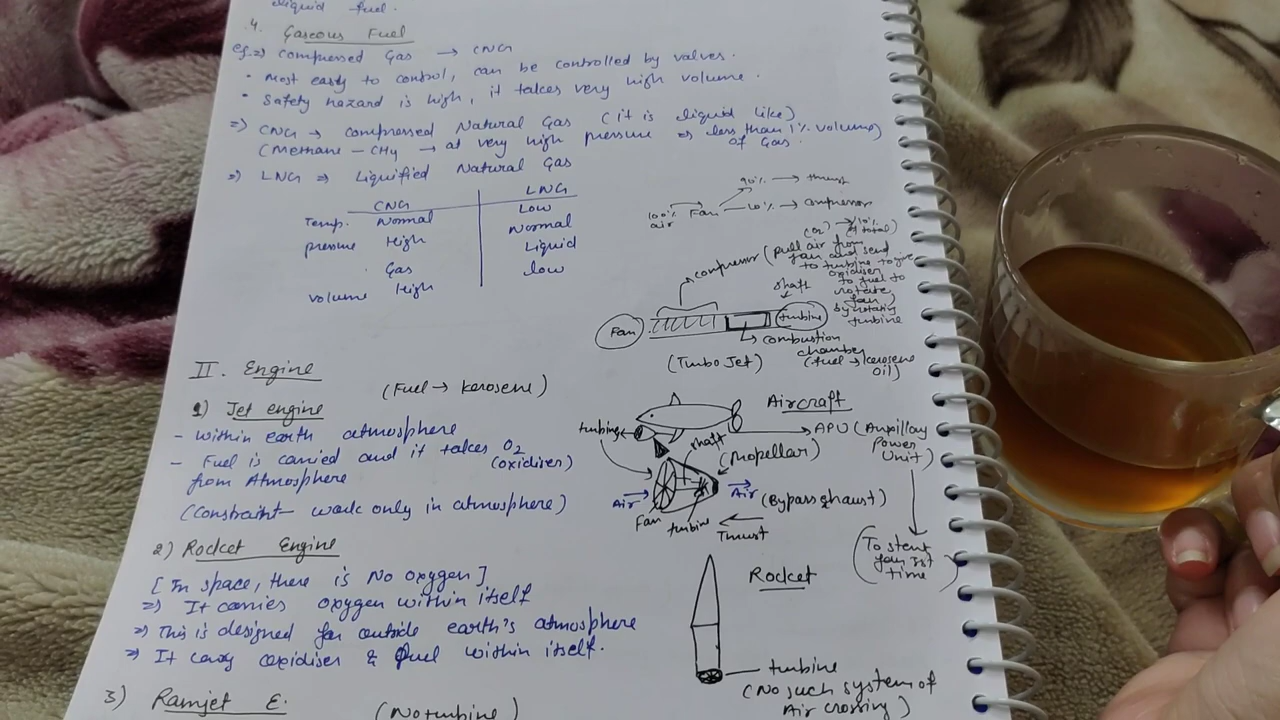 liquid fuel.
4. Gaseous Fuel
eg. => Compressed Gas → CNG
• Most easy to control, can be controlled by valves.
• Safety hazard is high, it takes very high volume.
=> CNG → Compressed Natural Gas (it is liquid like)
(Methane - CH4 → at very high pressure => less than 1% volume of Gas.
=> LNG => Liquified Natural Gas
CNG LNG
Temp. Normal Low
pressure High Normal
Gas Liquid
volume High low
100% air → Fan → 90% → thrust
10% → compressor
(or) → 10% of total)
compressor (pull air from
fan and send
to turbine to give
oxidiser
to fuel to
rotate
fan)
by rotating
turbine
shaft
Fan turbine
combustion
chamber
(Turbo Jet) (fuel → kerosene
oil)
II. Engine
(Fuel → kerosene)
1) Jet engine
- within earth atmosphere
- Fuel is carried and it takes O2
(oxidiser)
from Atmosphere
(Constraint - work only in atmosphere)
Aircraft
turbine
APU (Auxillary
Power
Unit)
shaft
(Propellar)
Air → → Air (Bypass exhaust)
Fan turbine Thrust
(To start
fan 1st
time)
2) Rocket Engine
[In space, there is No oxygen]
=> It carries oxygen within itself
=> This is designed for outside earth's atmosphere
=> It carry oxidiser & fuel within itself.
Rocket
turbine
(No such system of
Air crossing)
3) Ramjet E. (No turbine)